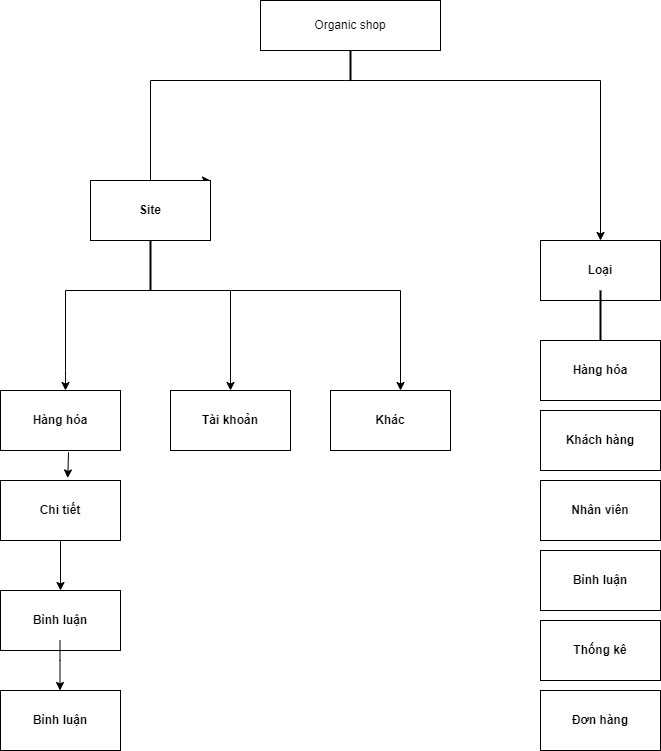 Organic shop
Site
Loại
Hàng hóa
Tài khoản
Khác
Chi tiết
Bình luận
Bình luận
Hàng hóa
Khách hàng
Nhân viên
Bình luận
Thống kê
Đơn hàng